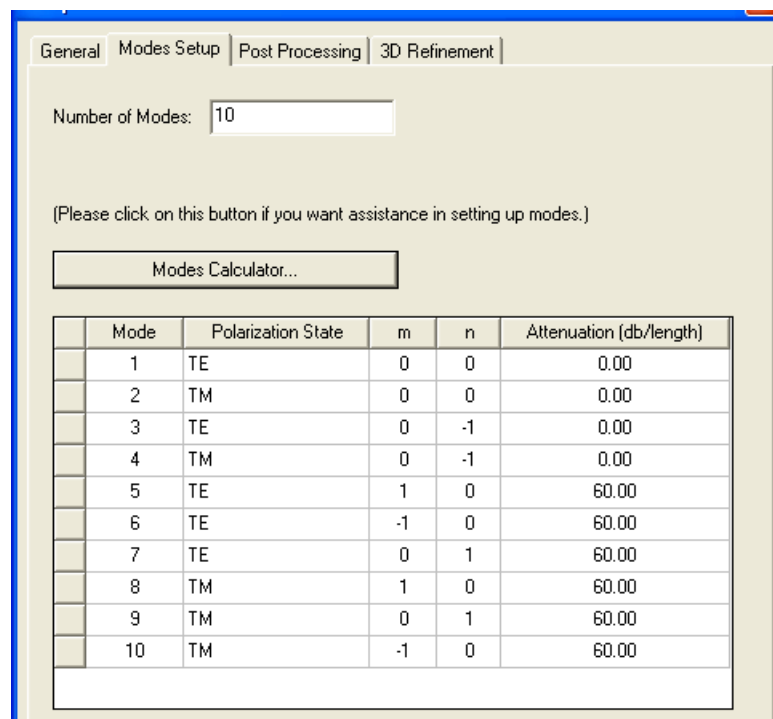 General Modes Setup Post Processing 3D Refinement
Number of Modes: 10
(Please click on this button if you want assistance in setting up modes.)
Modes Calculator...
Mode Polarization State m n Attenuation (db/length)
1 TE 0 0 0.00
2 TM 0 0 0.00
3 TE 0 -1 0.00
4 TM 0 -1 0.00
5 TE 1 0 60.00
6 TE -1 0 60.00
7 TE 0 1 60.00
8 TM 1 0 60.00
9 TM 0 1 60.00
10 TM -1 0 60.00